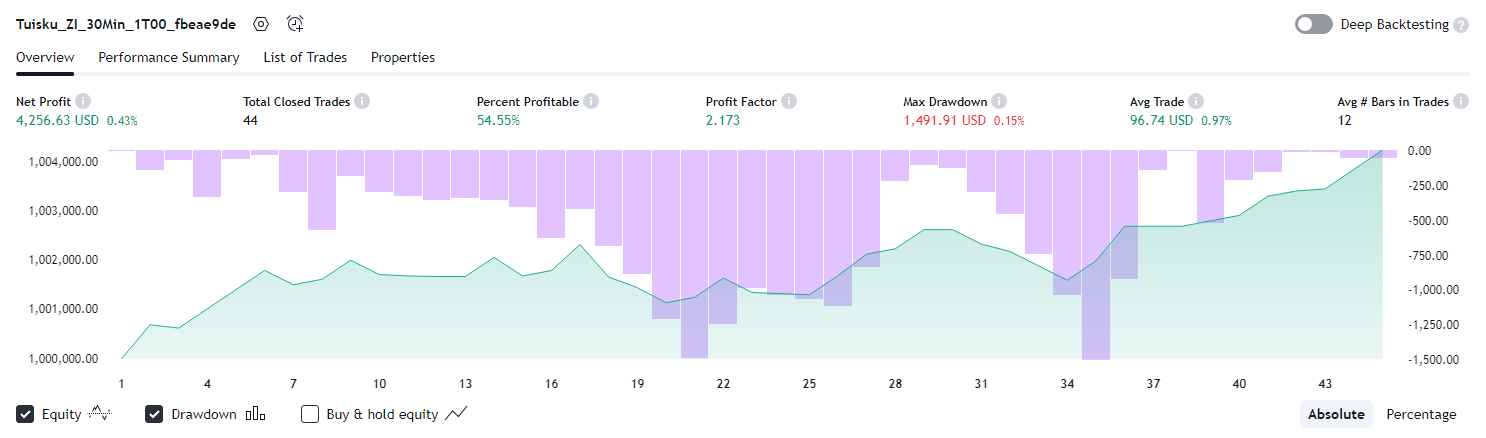 Tuisku_ZI_30Min_1T00_fbeae9de Deep Backtesting ?
Overview Performance Summary List of Trades Properties
Net Profit i Total Closed Trades i Percent Profitable i Profit Factor i Max Drawdown i Avg Trade i Avg # Bars in Trades i
4,256.63 USD 0.43% 44 54.55% 2.173 1,491.91 USD 0.15% 96.74 USD 0.97% 12
1,004,000.00 0.00
-250.00
1,003,000.00 -500.00
1,002,000.00 -750.00
-1,000.00
1,001,000.00 -1,250.00
1,000,000.00 -1,500.00
1 4 7 10 13 16 19 22 25 28 31 34 37 40 43
Equity Drawdown Buy & hold equity Absolute Percentage